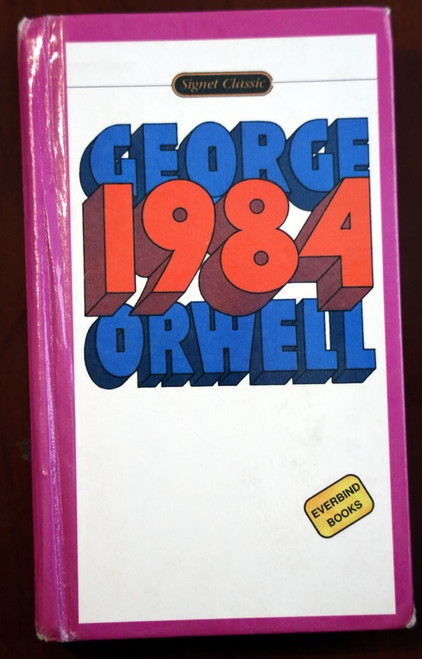 Signet Classic
GEORGE
1984
ORWELL
EVERBIND
BOOKS